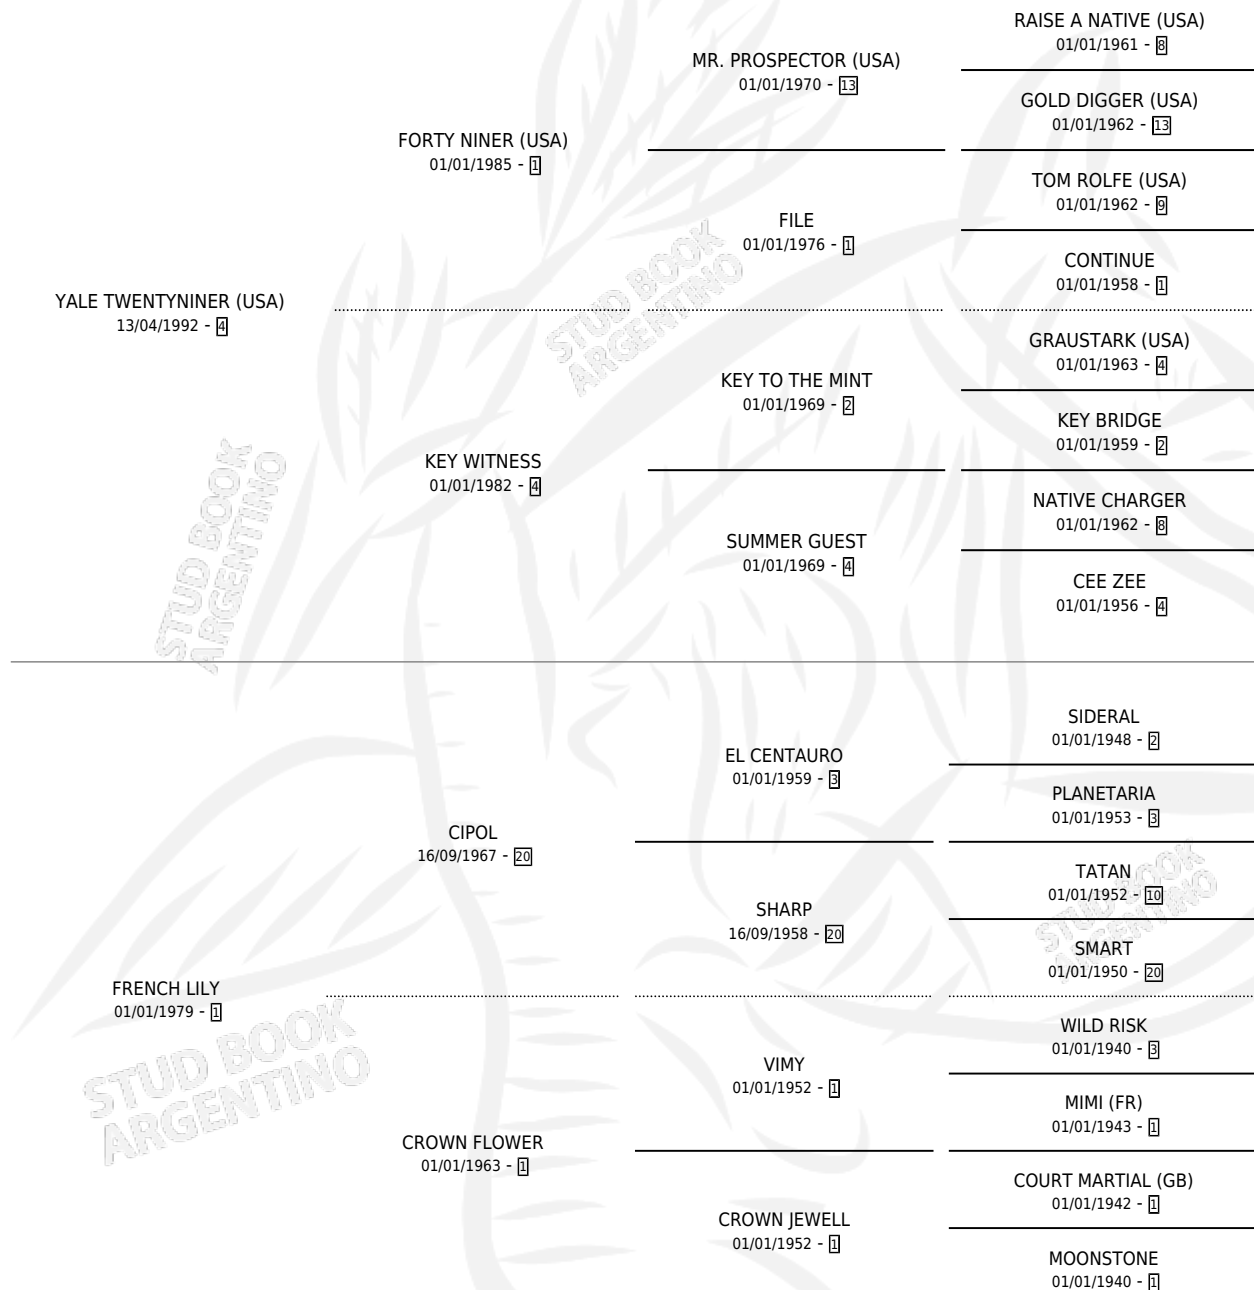 RAISE A NATIVE (USA)
01/01/1961 - 8
MR. PROSPECTOR (USA)
01/01/1970 - 13
GOLD DIGGER (USA)
01/01/1962 - 13
FORTY NINER (USA)
01/01/1985 - 1
TOM ROLFE (USA)
01/01/1962 - 9
FILE
01/01/1976 - 1
CONTINUE
01/01/1958 - 1
YALE TWENTYNINER (USA)
13/04/1992 - 4
GRAUSTARK (USA)
01/01/1963 - 4
KEY TO THE MINT
01/01/1969 - 2
KEY BRIDGE
01/01/1959 - 2
KEY WITNESS
01/01/1982 - 4
NATIVE CHARGER
01/01/1962 - 8
SUMMER GUEST
01/01/1969 - 4
CEE ZEE
01/01/1956 - 4
SIDERAL
01/01/1948 - 2
EL CENTAURO
01/01/1959 - 3
PLANETARIA
01/01/1953 - 3
CIPOL
16/09/1967 - 20
TATAN
01/01/1952 - 10
SHARP
16/09/1958 - 20
SMART
01/01/1950 - 20
FRENCH LILY
01/01/1979 - 1
WILD RISK
01/01/1940 - 3
VIMY
01/01/1952 - 1
MIMI (FR)
01/01/1943 - 1
CROWN FLOWER
01/01/1963 - 1
COURT MARTIAL (GB)
01/01/1942 - 1
CROWN JEWELL
01/01/1952 - 1
MOONSTONE
01/01/1940 - 1
STUD BOOK
ARGENTINO
STUD BOOK
ARGENTINO
STUD BOOK
ARGENTINO
STUD BOOK
ARGENTINO